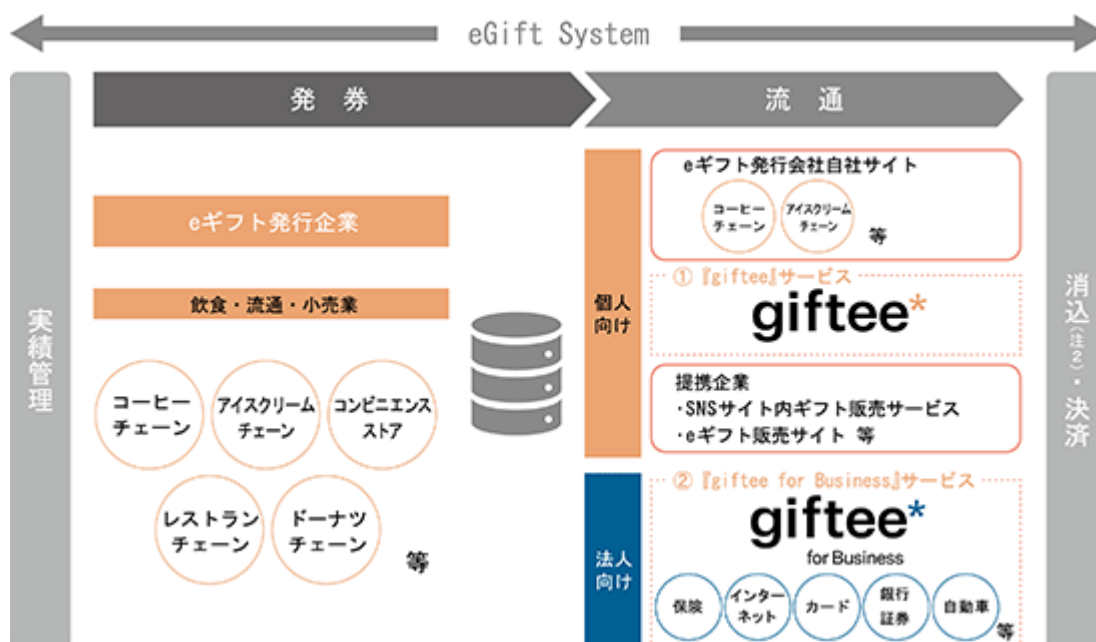 eGift System
発券
流通
実績管理
eギフト発行企業
飲食・流通・小売業
コーヒー
チェーン
アイスクリーム
チェーン
コンビニエンス
ストア
レストラン
チェーン
ドーナツ
チェーン
等
個人
向け
eギフト発行会社自社サイト
コーヒー
チェーン
アイスクリーム
チェーン
等
① 『giftee』サービス
giftee*
提携企業
・SNSサイト内ギフト販売サービス
・eギフト販売サイト 等
法人
向け
② 『giftee for Business』サービス
giftee*
for Business
保険
インター
ネット
カード
銀行
証券
自動車
等
消込(注2)・決済